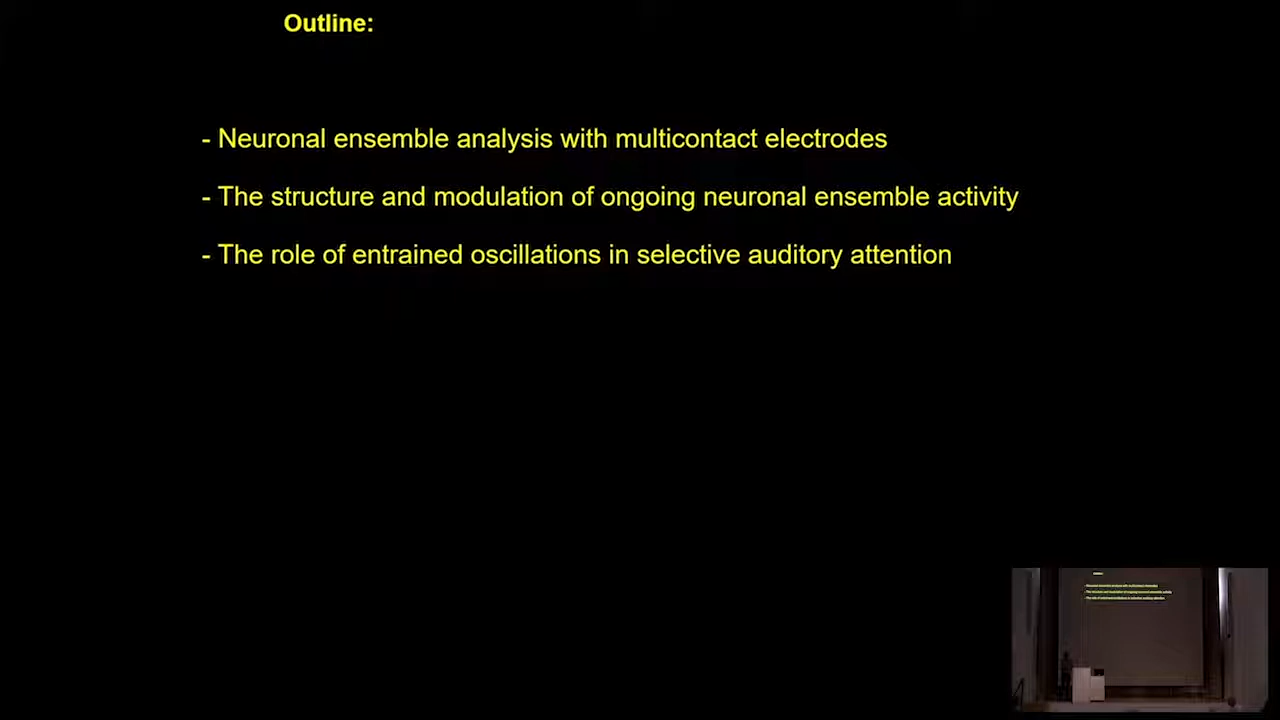 Outline:
- Neuronal ensemble analysis with multicontact electrodes
- The structure and modulation of ongoing neuronal ensemble activity
- The role of entrained oscillations in selective auditory attention